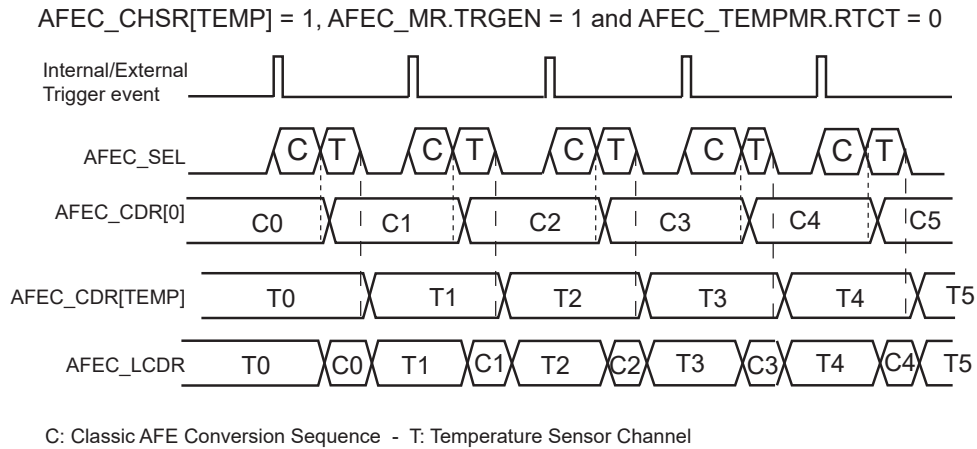 AFEC_CHSR[TEMP] = 1, AFEC_MR.TRGEN = 1 and AFEC_TEMPMR.RTCT = 0
Internal/External
Trigger event
AFEC_SEL C T C T C T C T C T
AFEC_CDR[0] C0 C1 C2 C3 C4 C5
AFEC_CDR[TEMP] T0 T1 T2 T3 T4 T5
AFEC_LCDR T0 C0 T1 C1 T2 C2 T3 C3 T4 C4 T5
C: Classic AFE Conversion Sequence - T: Temperature Sensor Channel